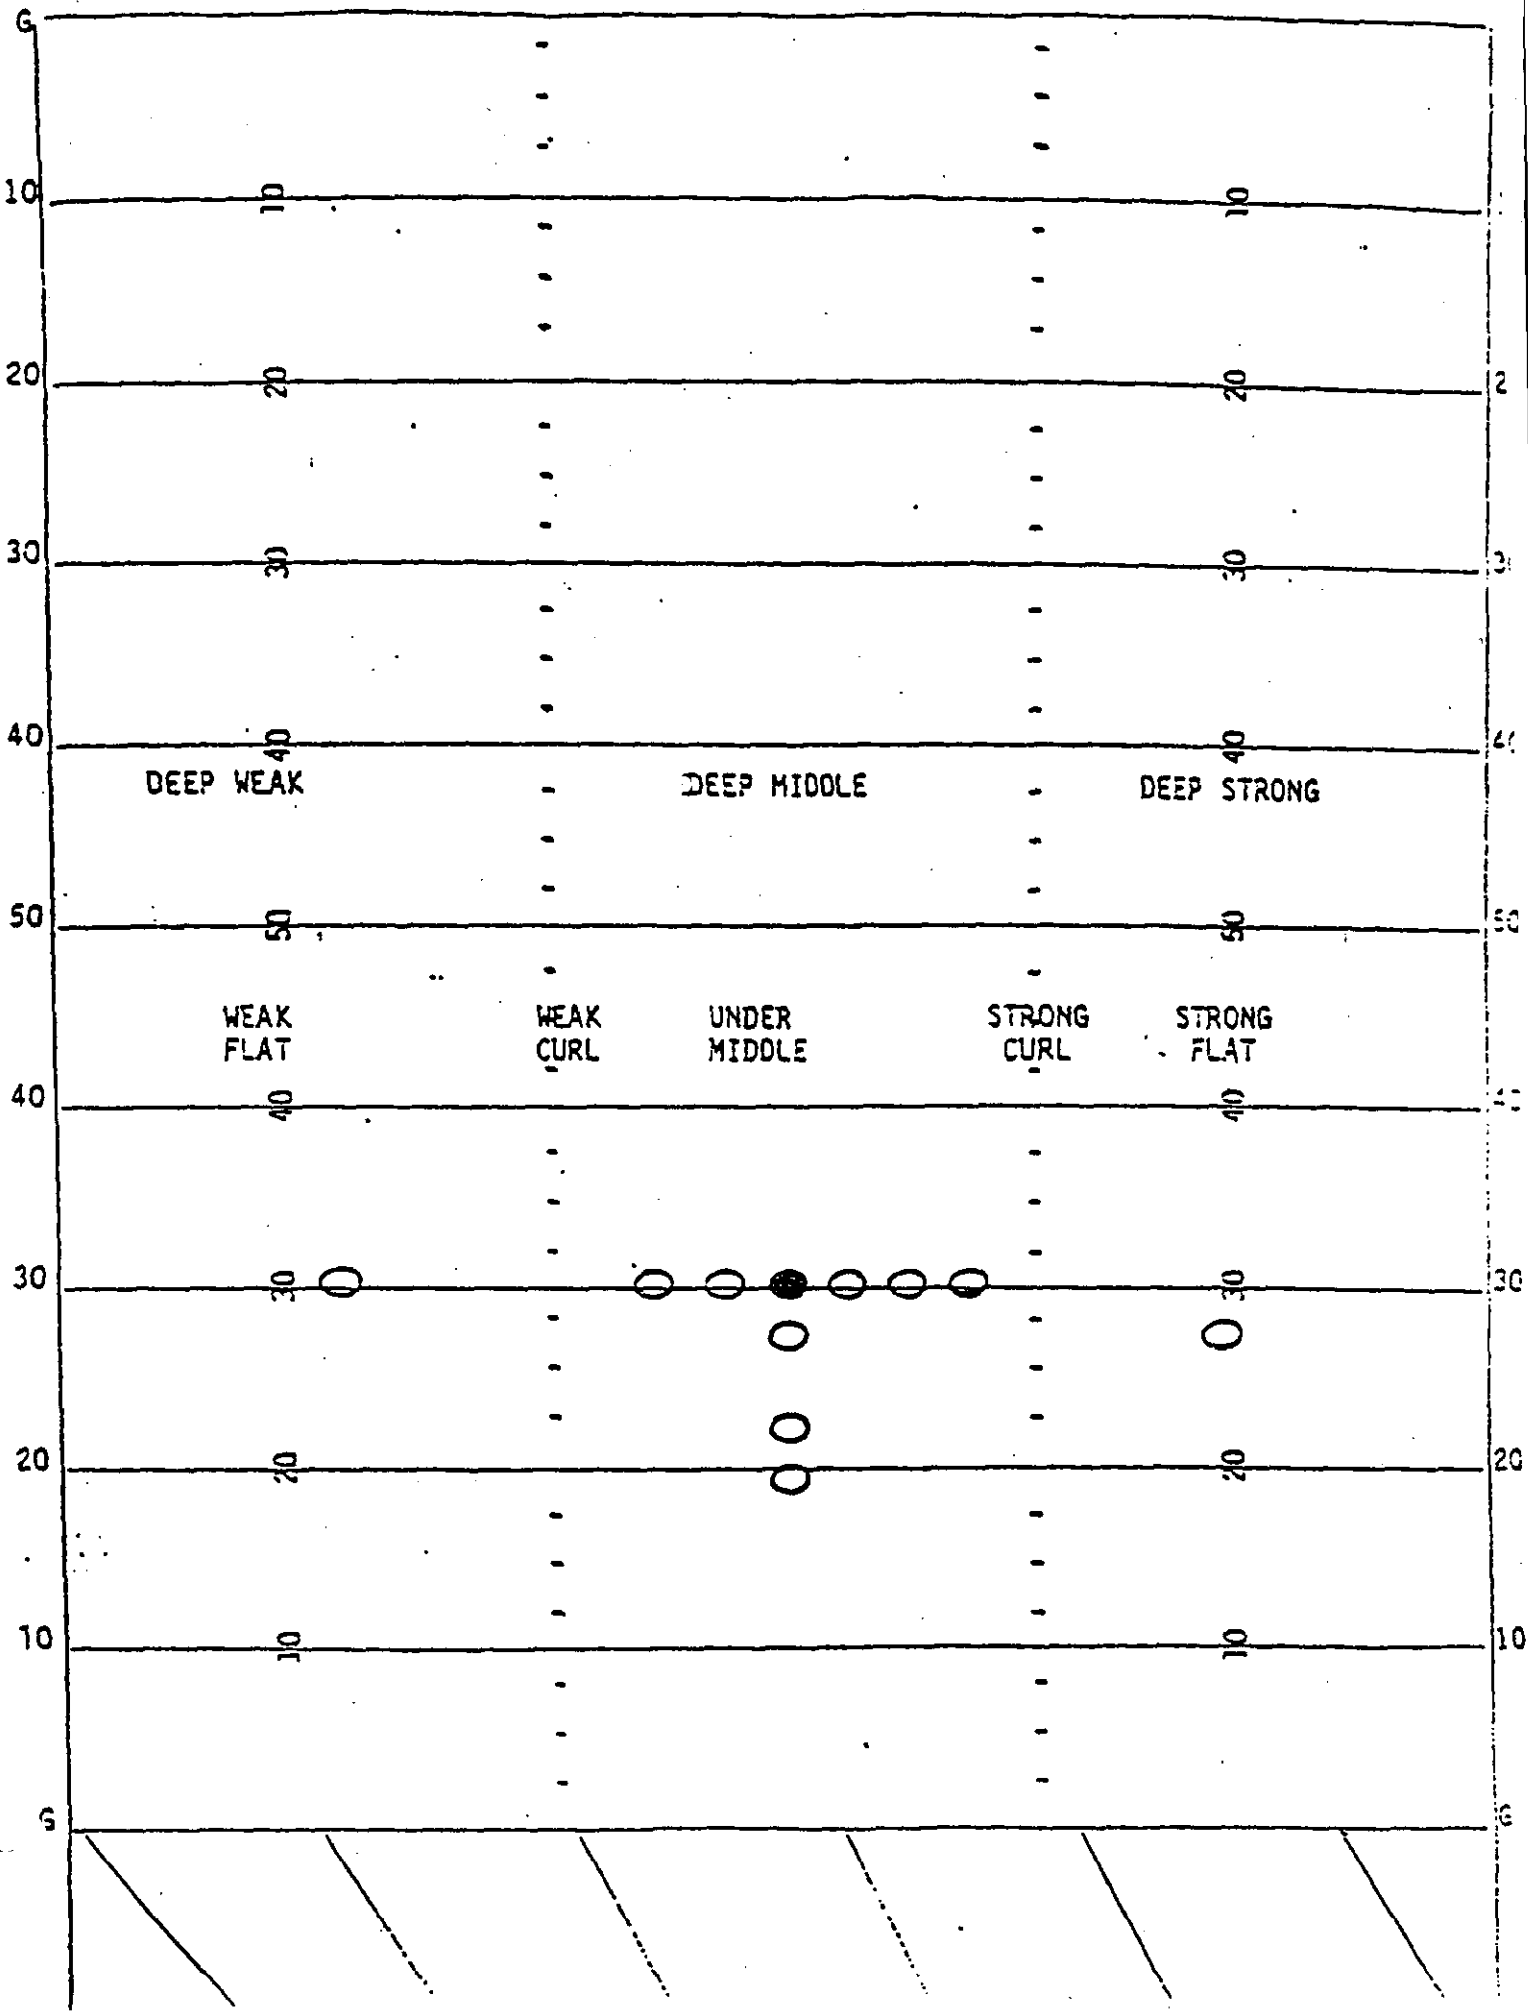 G
10 10 10
20 20 20 2
30 30 30
40 40 40
DEEP WEAK DEEP MIDDLE DEEP STRONG
50 50 50 50
WEAK WEAK UNDER STRONG STRONG
FLAT CURL MIDDLE CURL FLAT
40 40 40
30 30 30 30
20 20 20 20
10 10 10 10
G G